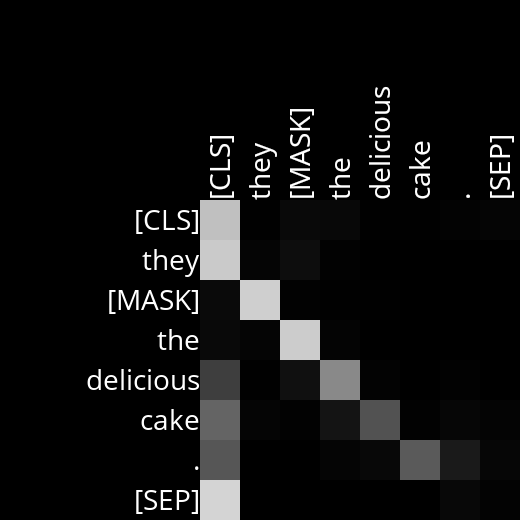 [CLS] they [MASK] the delicious cake . [SEP]
[CLS]
they
[MASK]
the
delicious
cake
.
[SEP]